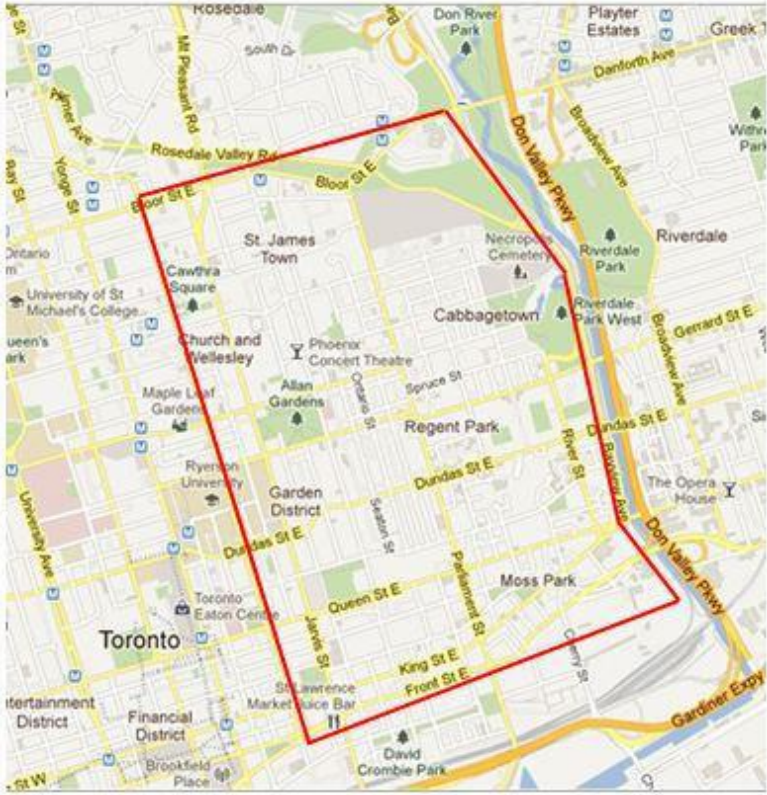 Rosedale
Don River
Park
Playter
Estates
Greek
Mt Pleasant Rd
South Dr
Danforth Ave
Rosedale Valley Rd
Bloor St E
Bloor St E
Yonge St
Bay St
Don Valley Pkwy
Broadview Ave
Riverdale
Riverdale
Park
St. James
Town
Necropolis
Cemetery
Cawthra
Square
University of St
Michael's College
Riverdale
Park West
Cabbagetown
Gerrard St E
Broadview Ave
Church and
Wellesley
Phoenix
Concert Theatre
Spruce St
Ontario St
Allan
Gardens
Maple Leaf
Gardens
Regent Park
Dundas St E
River St
Dundas St E
Bayview Ave
Ryerson
University
The Opera
House
Garden
District
University Ave
Seaton St
Dundas St E
Don Valley Pkwy
Parliament St
Moss Park
Queen St E
Toronto
Eaton Centre
Jarvis St
Toronto
King St E
Front St E
Cherry St
St Lawrence
Market Juice Bar
District
Financial
District
Gardiner Expy
David
Crombie Park
Brookfield
Place
St W